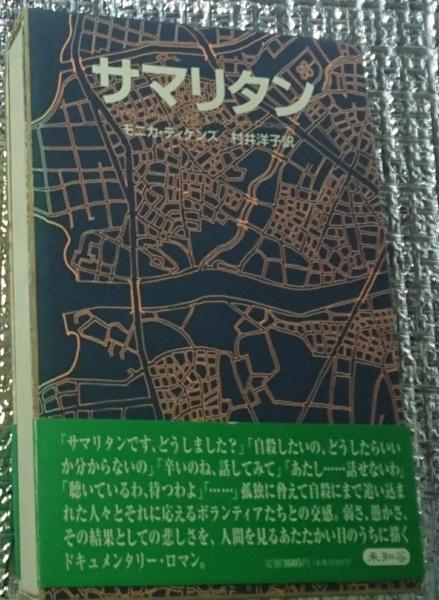 サマリタン
モニカ・ディケンズ 村井洋子訳
「サマリタンです、どうしました？」「自殺したいの、どうしたらいい
か分からないの」「辛いのね、話してみて」「あたし……話せないわ」
「聴いているわ、待つわよ」「……」孤独に脅えて自殺にまで追い込ま
れた人々とそれに応えるボランティアたちとの交感。弱さ、愚かさ、
その結果としての悲しさを、人間を見るあたたかい目のうちに描く
ドキュメンタリー・ロマン。
定価3605円
未知谷